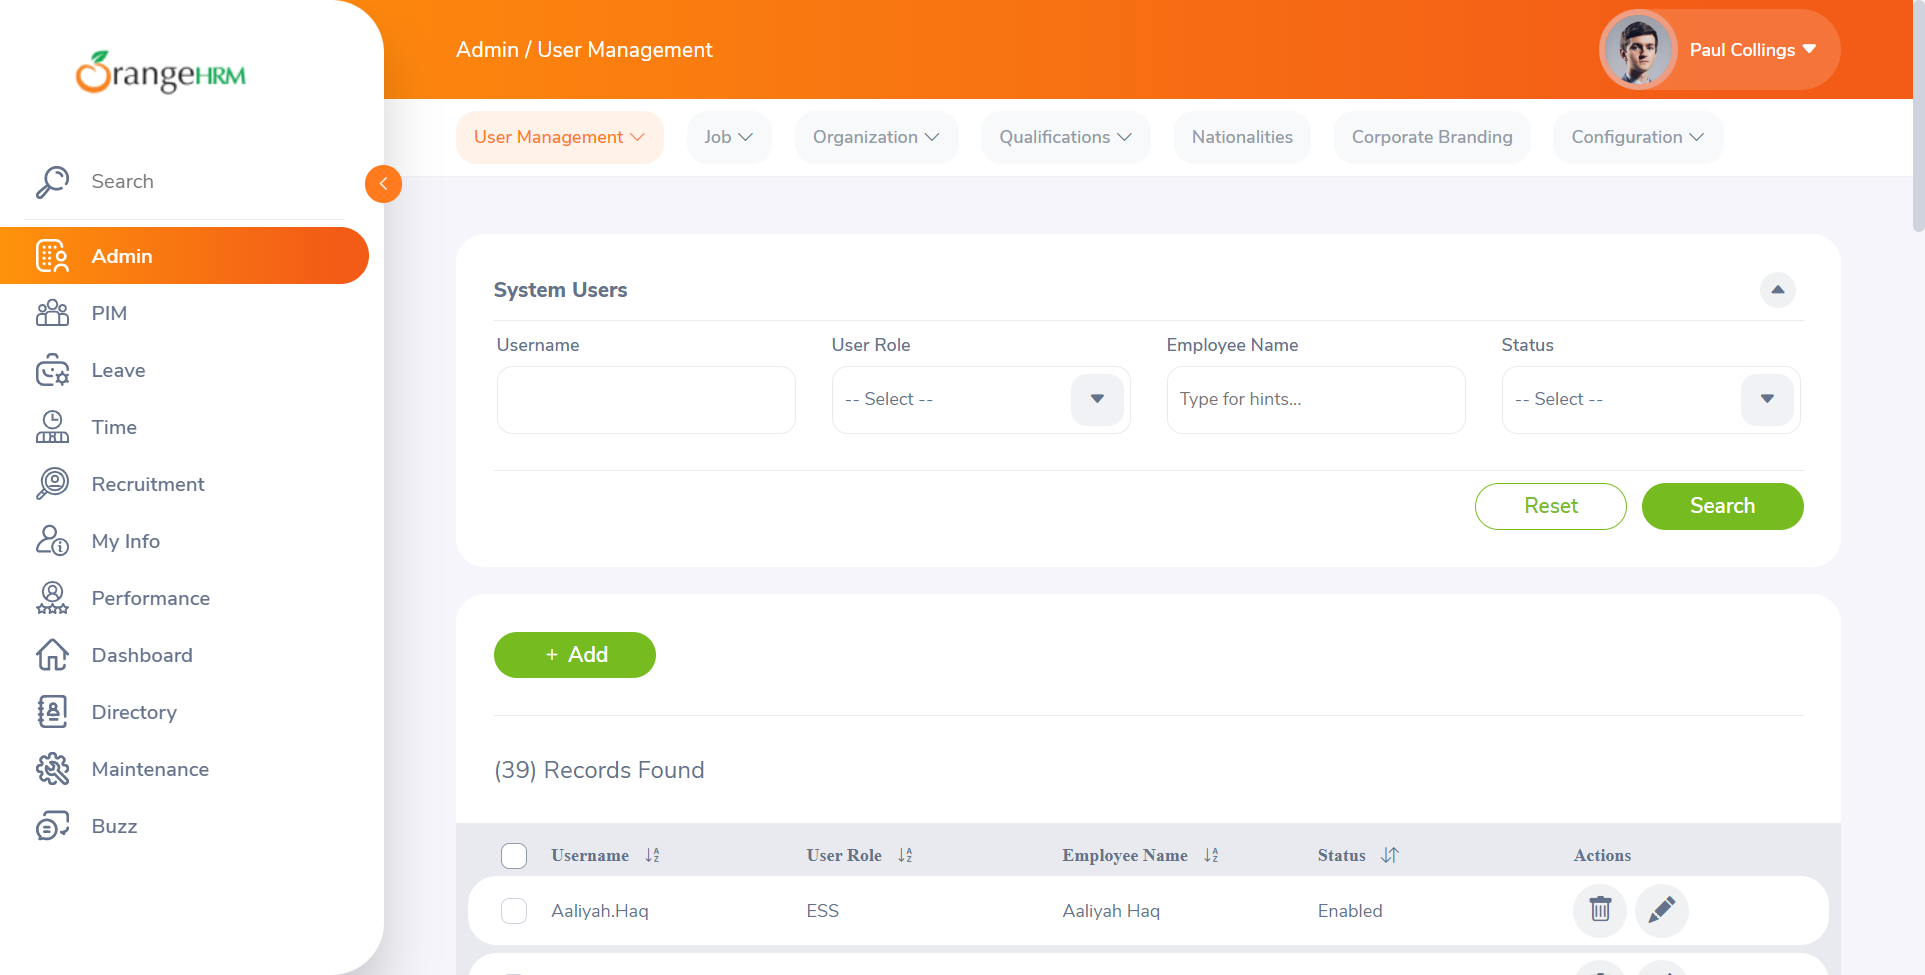 OrangeHRM
Admin / User Management
Paul Collings
User Management
Job
Organization
Qualifications
Nationalities
Corporate Branding
Configuration
Search
Admin
PIM
Leave
Time
Recruitment
My Info
Performance
Dashboard
Directory
Maintenance
Buzz
System Users
Username
User Role
Employee Name
Status
-- Select --
Type for hints...
-- Select --
Reset
Search
+ Add
(39) Records Found
Username User Role Employee Name Status Actions
Aaliyah.Haq ESS Aaliyah Haq Enabled